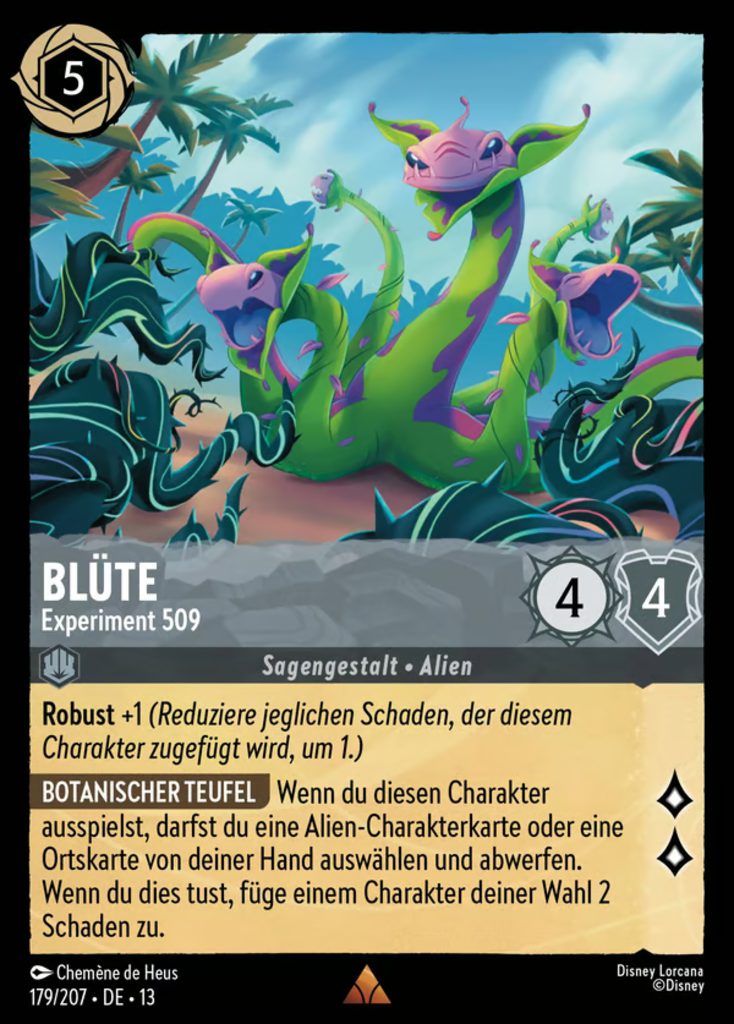 5
BLÜTE
Experiment 509
4
4
Sagengestalt • Alien
Robust +1 (Reduziere jeglichen Schaden, der diesem
Charakter zugefügt wird, um 1.)
BOTANISCHER TEUFEL Wenn du diesen Charakter
ausspielst, darfst du eine Alien-Charakterkarte oder eine
Ortskarte von deiner Hand auswählen und abwerfen.
Wenn du dies tust, füge einem Charakter deiner Wahl 2
Schaden zu.
Chemène de Heus
179/207 • DE • 13
Disney Lorcana
©Disney